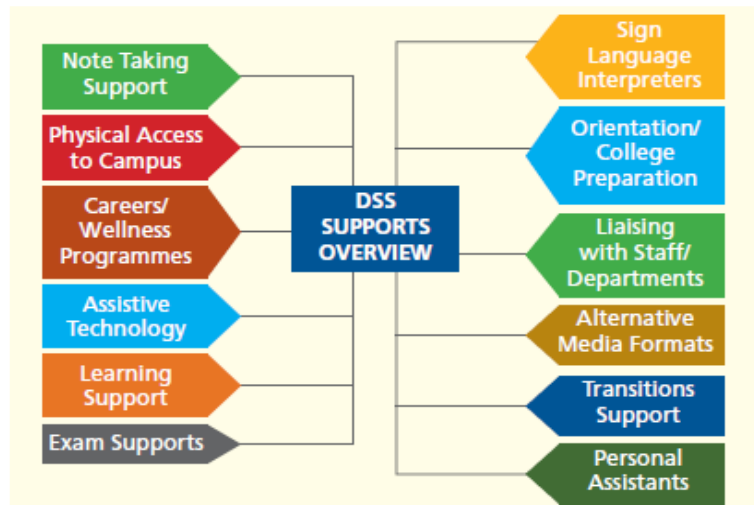 Note Taking
Support
Physical Access
to Campus
Careers/
Wellness
Programmes
Assistive
Technology
Learning
Support
Exam Supports
DSS
SUPPORTS
OVERVIEW
Sign
Language
Interpreters
Orientation/
College
Preparation
Liaising
with Staff/
Departments
Alternative
Media Formats
Transitions
Support
Personal
Assistants